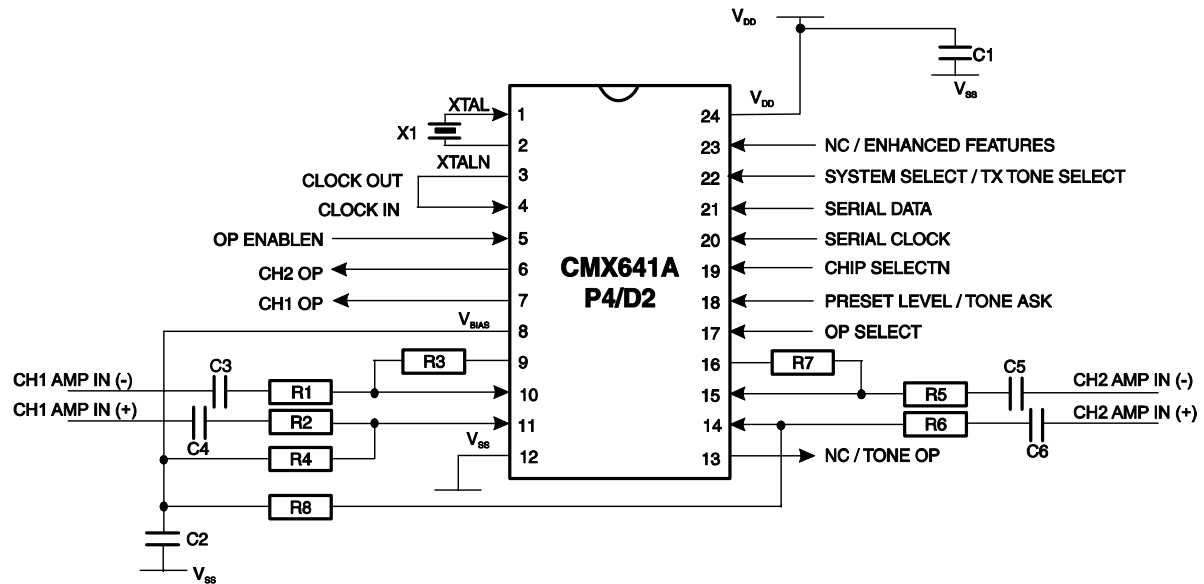 VDD
C1
VSS
XTAL
1
X1
2
XTALN
CLOCK OUT
3
CLOCK IN
4
OP ENABLEN
5
CH2 OP
6
CH1 OP
7
VBIAS
8
R3
9
C3
CH1 AMP IN (-)
R1
10
CH1 AMP IN (+)
R2
11
C4
R4
VSS
12
R8
C2
VSS
CMX641A
P4/D2
VDD
24
23
NC / ENHANCED FEATURES
22
SYSTEM SELECT / TX TONE SELECT
21
SERIAL DATA
20
SERIAL CLOCK
19
CHIP SELECTN
18
PRESET LEVEL / TONE ASK
17
OP SELECT
16
R7
15
R5
C5
CH2 AMP IN (-)
14
R6
C6
CH2 AMP IN (+)
13
NC / TONE OP